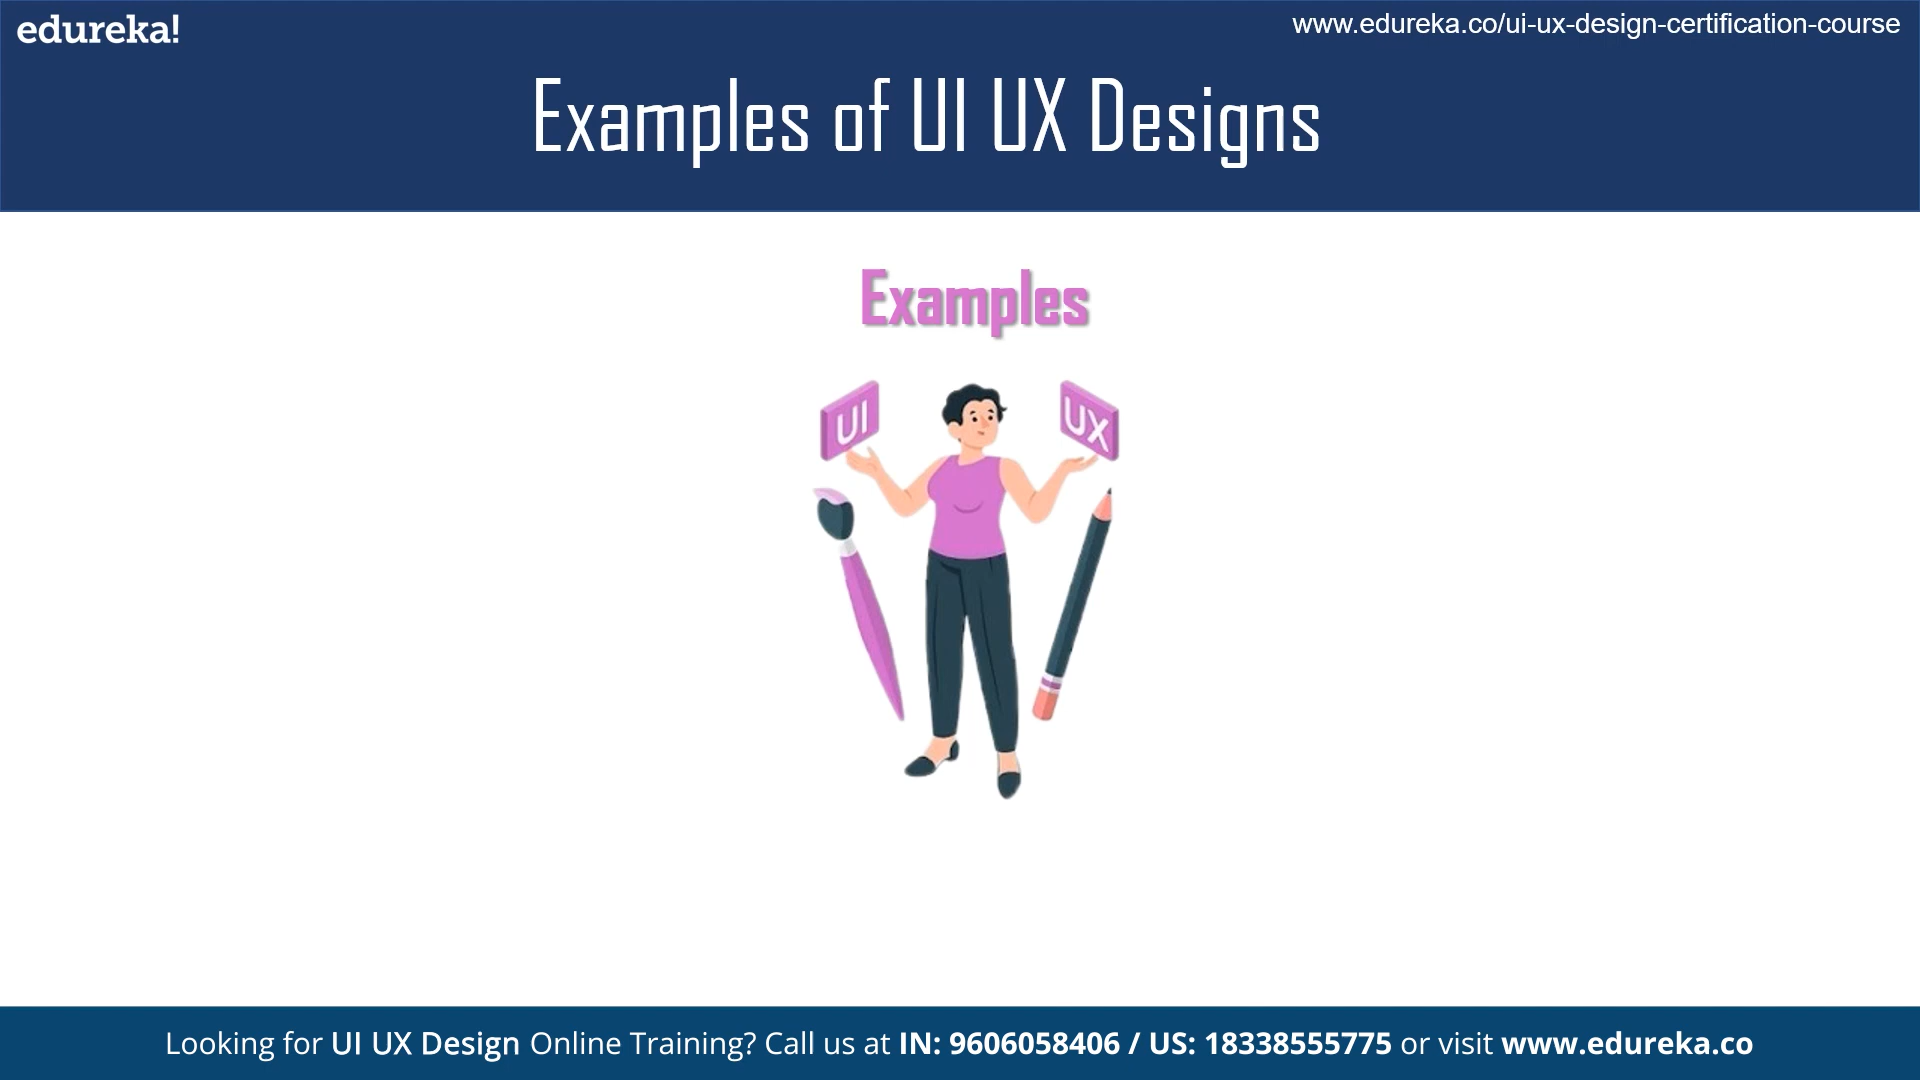 edureka!
www.edureka.co/ui-ux-design-certification-course
Examples of UI UX Designs
Examples
UI
UX
Looking for UI UX Design Online Training? Call us at IN: 9606058406 / US: 18338555775 or visit www.edureka.co